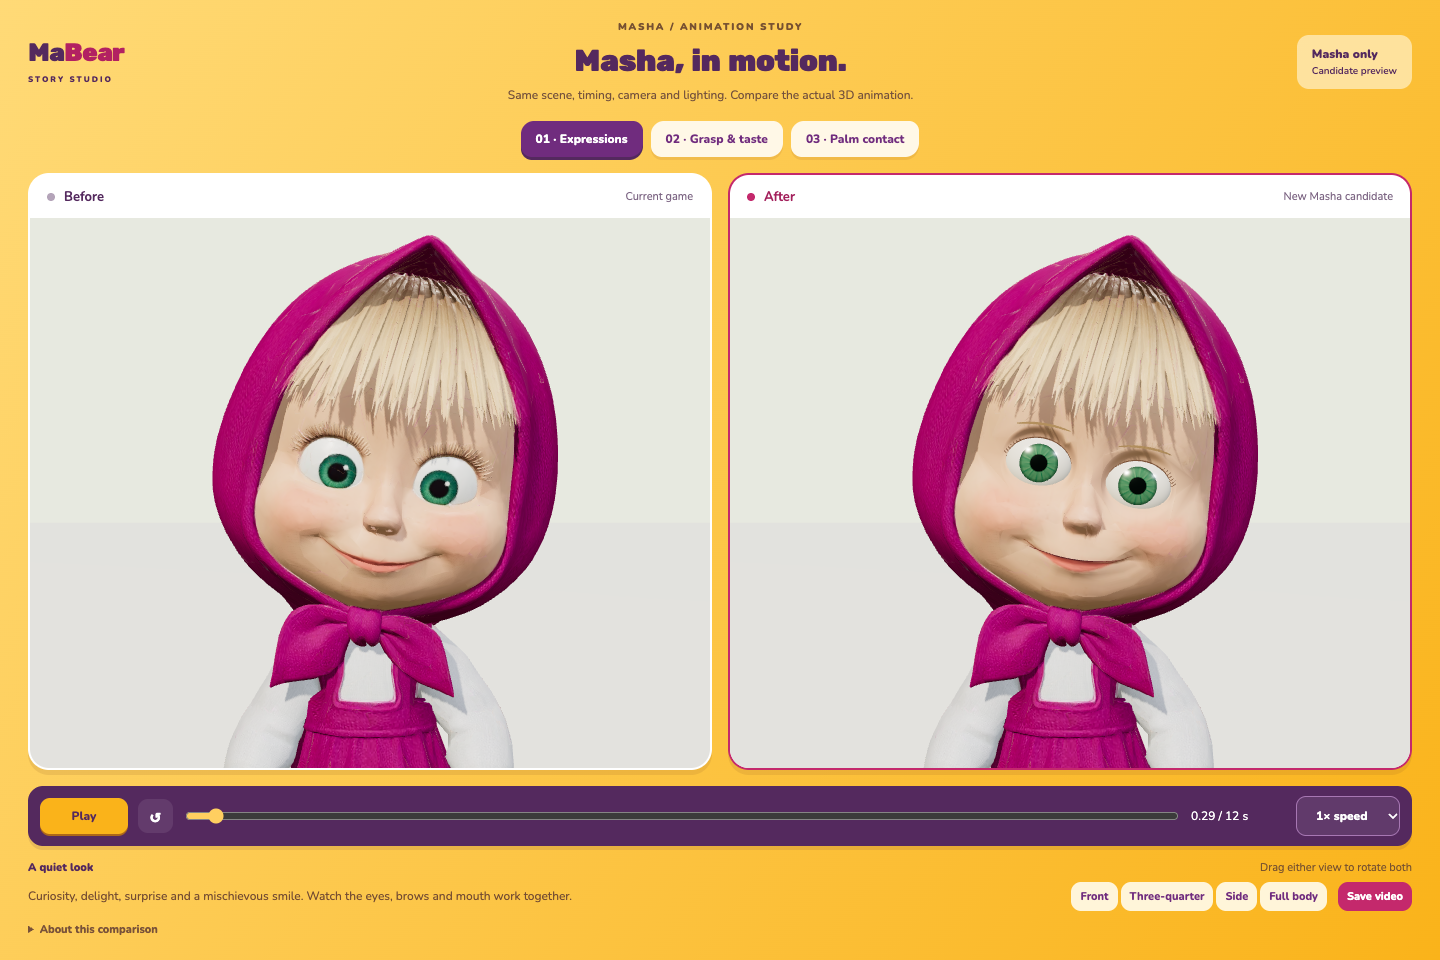 MASHA / ANIMATION STUDY
MaBear
STORY STUDIO
Masha, in motion.
Same scene, timing, camera and lighting. Compare the actual 3D animation.
Masha only
Candidate preview
01 · Expressions
02 · Grasp & taste
03 · Palm contact
Before
Current game
After
New Masha candidate
Play
↺
0.29 / 12 s
1× speed
A quiet look
Drag either view to rotate both
Curiosity, delight, surprise and a mischievous smile. Watch the eyes, brows and mouth work together.
Front
Three-quarter
Side
Full body
Save video
About this comparison